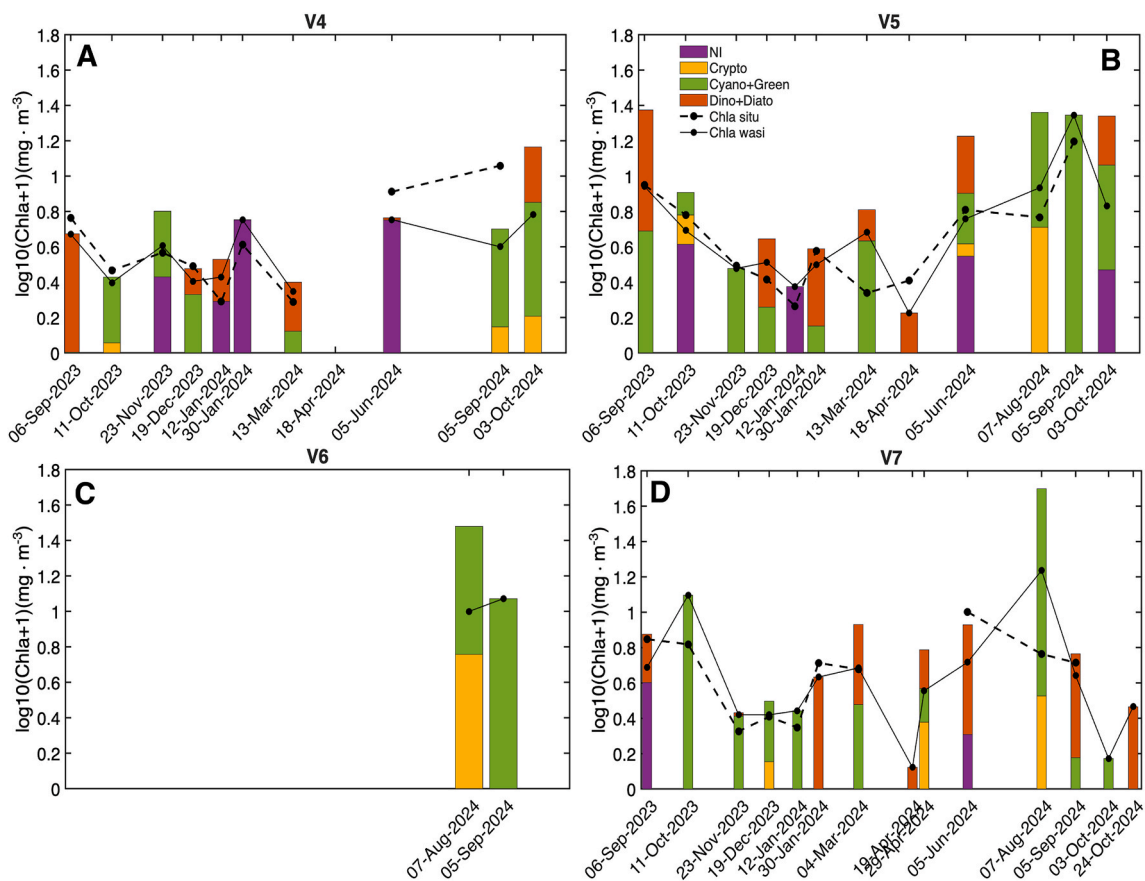 V4
A
log10(Chla+1)(mg · m-3)
1.8
1.6
1.4
1.2
1
0.8
0.6
0.4
0.2
0
06-Sep-2023
11-Oct-2023
23-Nov-2023
19-Dec-2023
12-Jan-2024
30-Jan-2024
13-Mar-2024
18-Apr-2024
05-Jun-2024
05-Sep-2024
03-Oct-2024
V5
B
log10(Chla+1)(mg · m-3)
1.8
1.6
1.4
1.2
1
0.8
0.6
0.4
0.2
0
NI
Crypto
Cyano+Green
Dino+Diato
Chla situ
Chla wasi
06-Sep-2023
11-Oct-2023
23-Nov-2023
19-Dec-2023
12-Jan-2024
30-Jan-2024
13-Mar-2024
18-Apr-2024
05-Jun-2024
07-Aug-2024
05-Sep-2024
03-Oct-2024
V6
C
log10(Chla+1)(mg · m-3)
1.8
1.6
1.4
1.2
1
0.8
0.6
0.4
0.2
0
07-Aug-2024
05-Sep-2024
V7
D
log10(Chla+1)(mg · m-3)
1.8
1.6
1.4
1.2
1
0.8
0.6
0.4
0.2
0
06-Sep-2023
11-Oct-2023
23-Nov-2023
19-Dec-2023
12-Jan-2024
30-Jan-2024
04-Mar-2024
05-Jun-2024
07-Aug-2024
05-Sep-2024
03-Oct-2024
24-Oct-2024